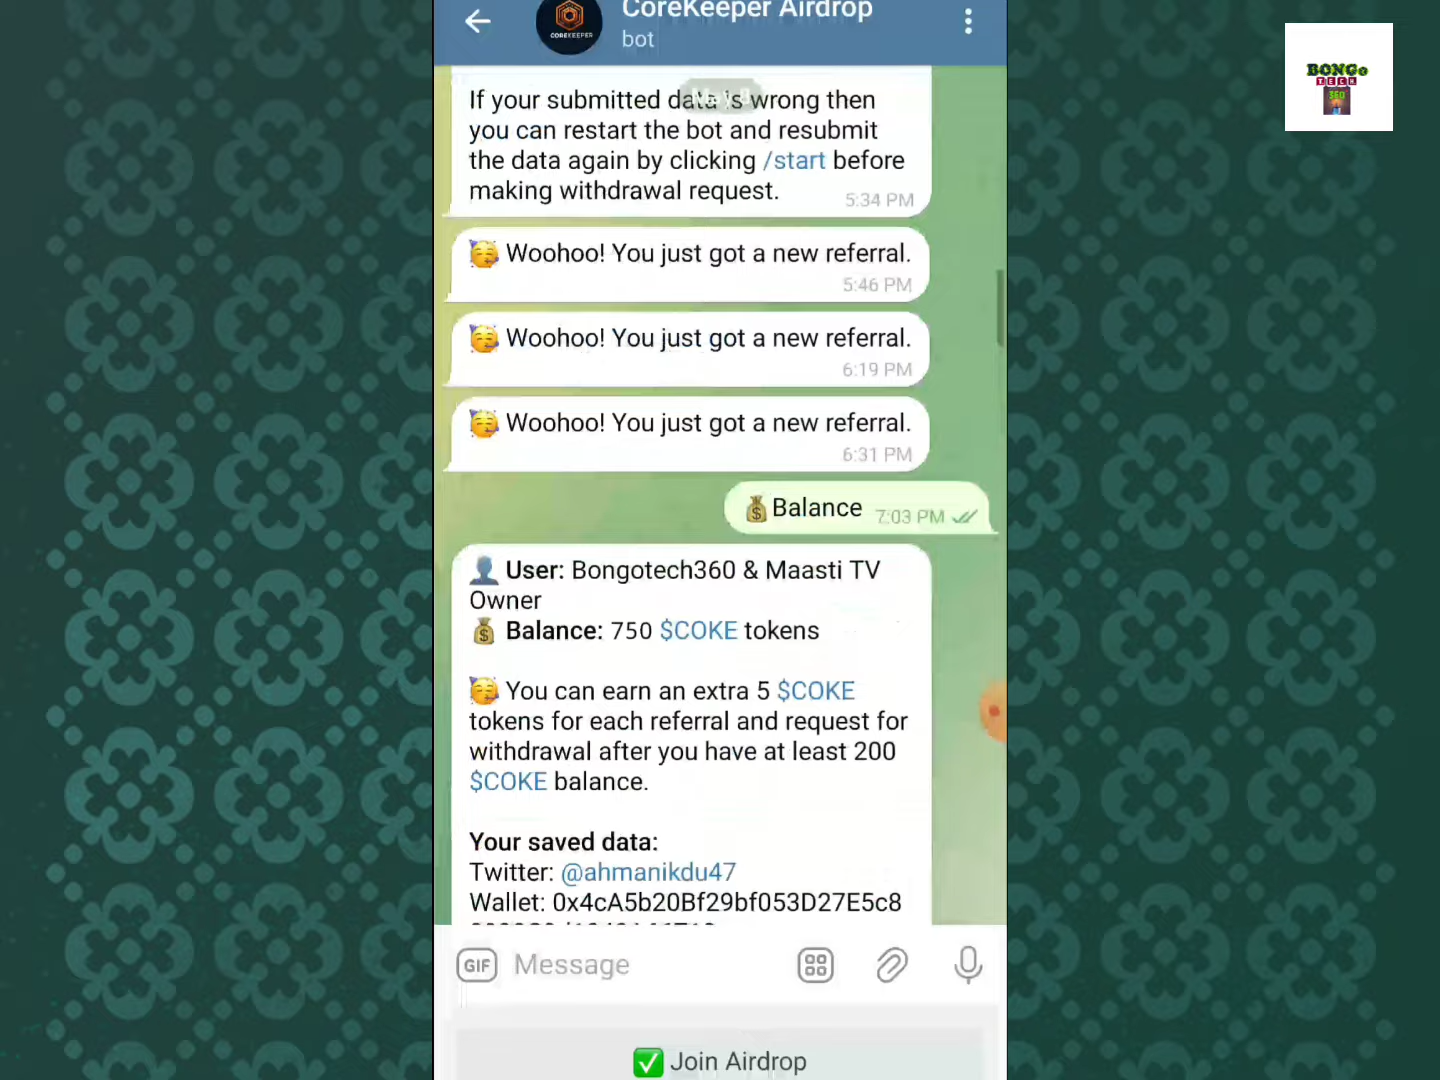 CoreKeeper Airdrop
bot
COREKEEPER
BONGo
TECH
360
May 9
If your submitted data is wrong then
you can restart the bot and resubmit
the data again by clicking /start before
making withdrawal request.
5:34 PM
🥳 Woohoo! You just got a new referral.
5:46 PM
🥳 Woohoo! You just got a new referral.
6:19 PM
🥳 Woohoo! You just got a new referral.
6:31 PM
💰Balance 7:03 PM
👤 User: Bongotech360 & Maasti TV
Owner
💰 Balance: 750 $COKE tokens
🥳 You can earn an extra 5 $COKE
tokens for each referral and request for
withdrawal after you have at least 200
$COKE balance.
Your saved data:
Twitter: @ahmanikdu47
Wallet: 0x4cA5b20Bf29bf053D27E5c8
GIF Message
✅ Join Airdrop